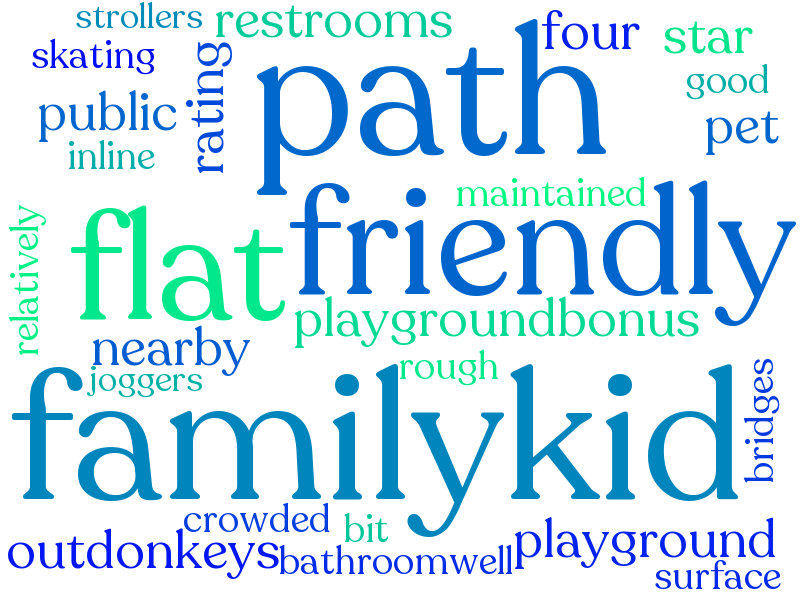 strollers
restrooms
four
star
skating
rating
path
good
public
pet
inline
maintained
friendly
flat
relatively
playgroundbonus
nearby
rough
joggers
familykid
bridges
crowded
bit
outdonkeys
bathroomwell
playground
surface